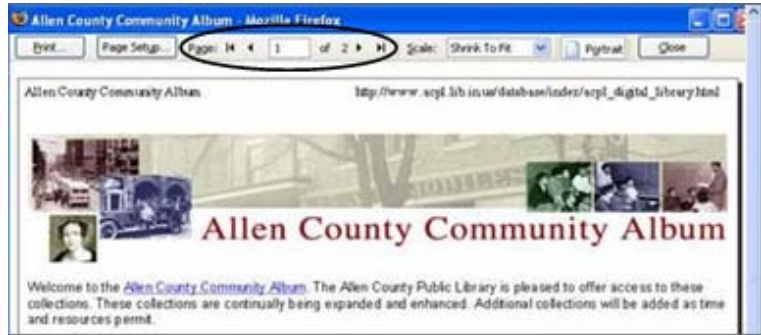 Allen County Community Album - Mozilla Firefox
Print... Page Setup... Page: 1 of 2 Scale: Shrink To Fit Portrait Close
Allen County Community Album http://www.acpl.lib.in.us/database/index/acpl_digital_library.html
Allen County Community Album
Welcome to the Allen County Community Album. The Allen County Public Library is pleased to offer access to these
collections. These collections are continually being expanded and enhanced. Additional collections will be added as time
and resources permit.